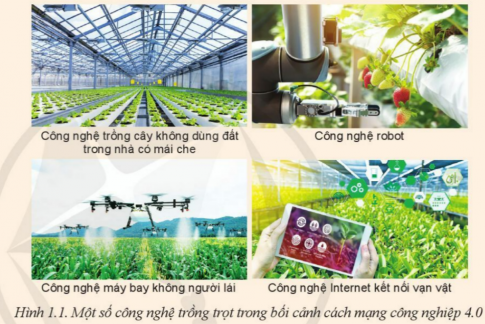 Công nghệ trồng cây không dùng đất
trong nhà có mái che
Công nghệ robot
Công nghệ máy bay không người lái
Công nghệ Internet kết nối vạn vật
Hình 1.1. Một số công nghệ trồng trọt trong bối cảnh cách mạng công nghiệp 4.0